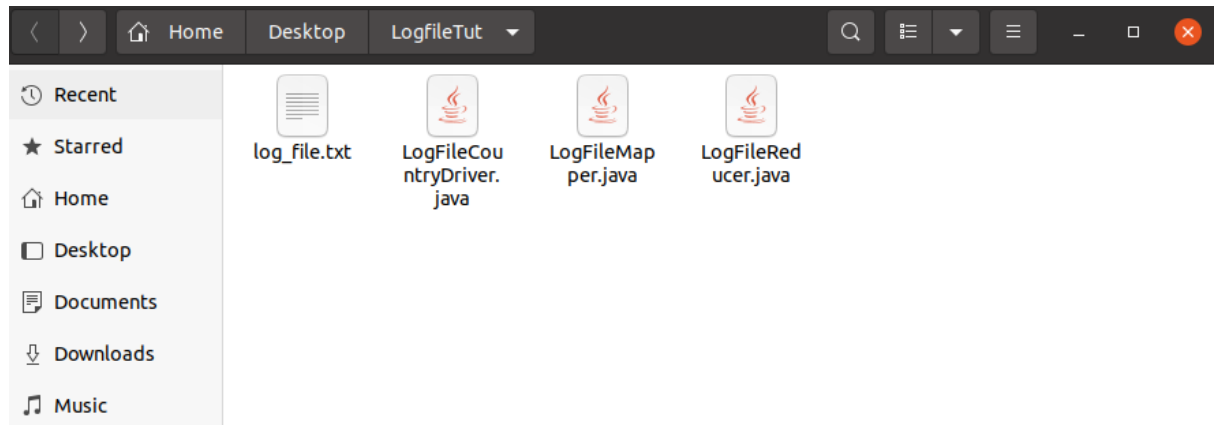 Home Desktop LogfileTut
Recent
Starred
Home
Desktop
Documents
Downloads
Music
log_file.txt
LogFileCou
ntryDriver.
java
LogFileMap
per.java
LogFileRed
ucer.java